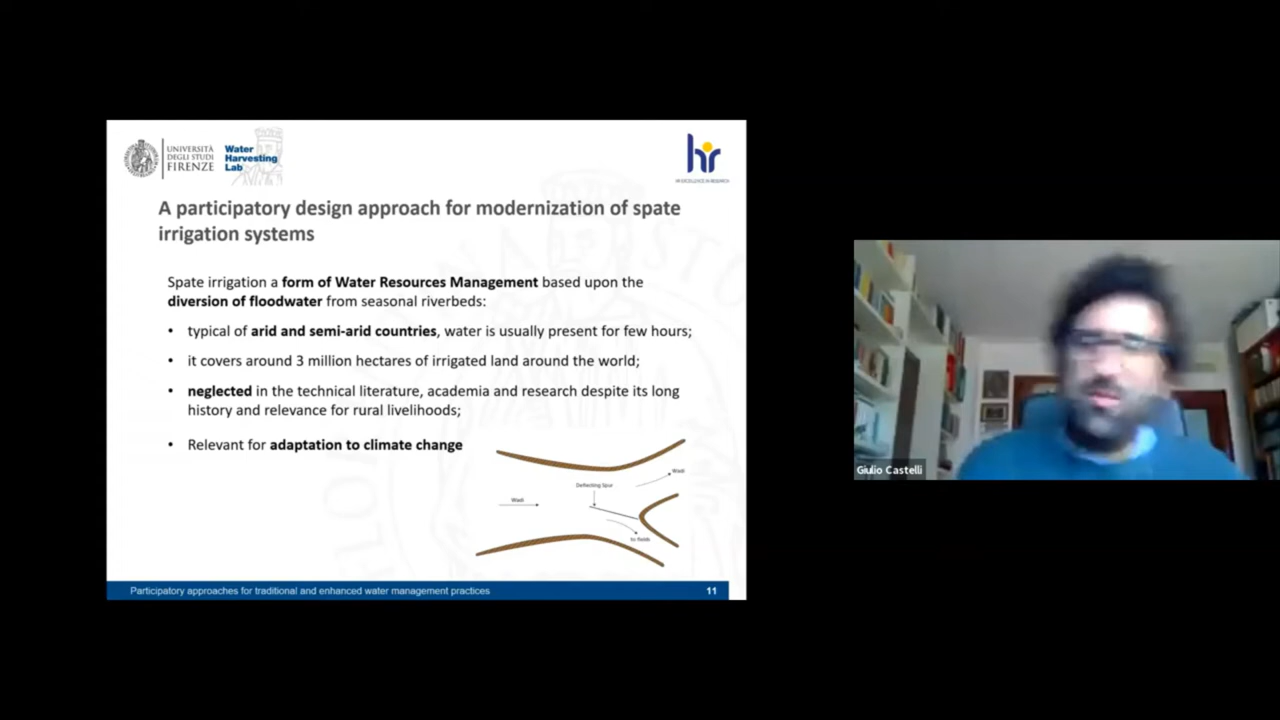 UNIVERSITÀ
DEGLI STUDI
FIRENZE
Water
Harvesting
Lab
hr
HR EXCELLENCE IN RESEARCH
A participatory design approach for modernization of spate
irrigation systems
Spate irrigation a form of Water Resources Management based upon the
diversion of floodwater from seasonal riverbeds:
• typical of arid and semi-arid countries, water is usually present for few hours;
• it covers around 3 million hectares of irrigated land around the world;
• neglected in the technical literature, academia and research despite its long
history and relevance for rural livelihoods;
• Relevant for adaptation to climate change
Wadi
Deflecting Spur
Wadi
to fields
Participatory approaches for traditional and enhanced water management practices
11
Giulio Castelli